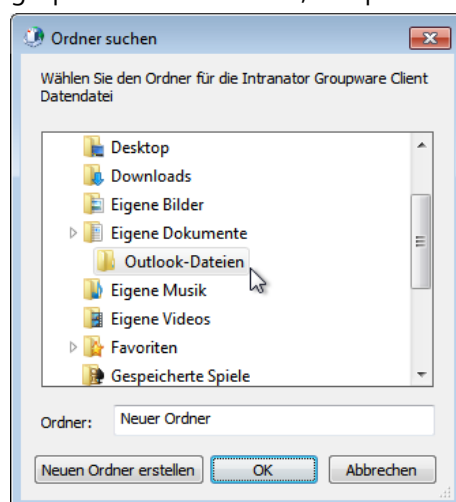 Ordner suchen
Wählen Sie den Ordner für die Intranator Groupware Client
Datendatei
Desktop
Downloads
Eigene Bilder
Eigene Dokumente
Outlook-Dateien
Eigene Musik
Eigene Videos
Favoriten
Gespeicherte Spiele
Ordner: Neuer Ordner
Neuen Ordner erstellen OK Abbrechen